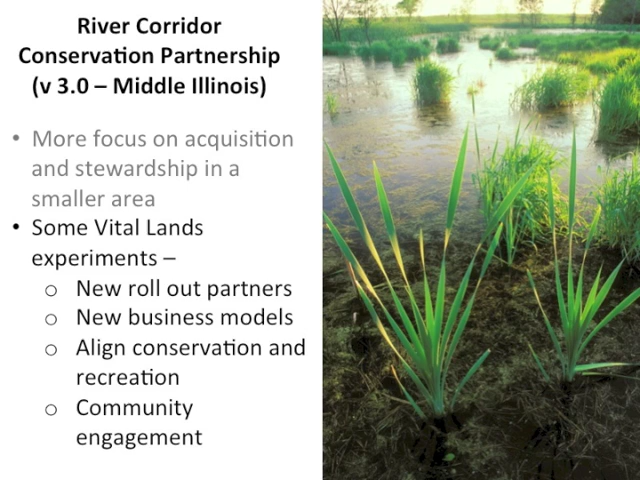 River Corridor
Conservation Partnership
(v 3.0 – Middle Illinois)
• More focus on acquisition
and stewardship in a
smaller area
• Some Vital Lands
experiments –
o New roll out partners
o New business models
o Align conservation and
recreation
o Community
engagement